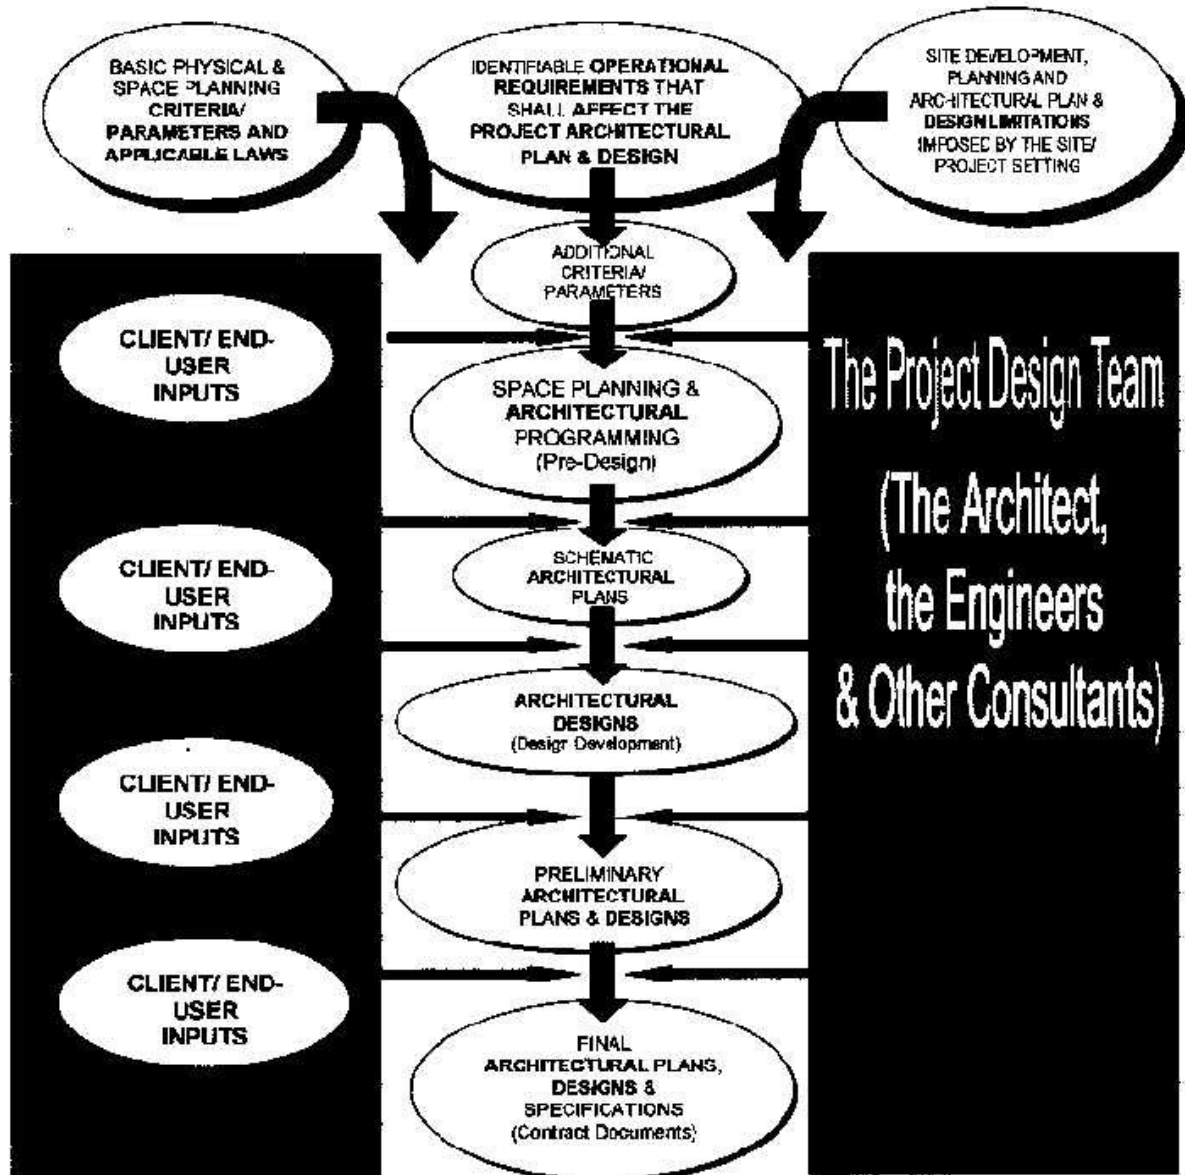 BASIC PHYSICAL &
SPACE PLANNING
CRITERIA/
PARAMETERS AND
APPLICABLE LAWS
IDENTIFIABLE OPERATIONAL
REQUIREMENTS THAT
SHALL AFFECT THE
PROJECT ARCHITECTURAL
PLAN & DESIGN
SITE DEVELOPMENT,
PLANNING AND
ARCHITECTURAL PLAN &
DESIGN LIMITATIONS
IMPOSED BY THE SITE/
PROJECT SETTING
ADDITIONAL
CRITERIA/
PARAMETERS
CLIENT/ END-
USER
INPUTS
SPACE PLANNING &
ARCHITECTURAL
PROGRAMMING
(Pre-Design)
The Project Design Team
(The Architect,
the Engineers
& Other Consultants)
CLIENT/ END-
USER
INPUTS
SCHEMATIC
ARCHITECTURAL
PLANS
ARCHITECTURAL
DESIGNS
(Design Development)
CLIENT/ END-
USER
INPUTS
PRELIMINARY
ARCHITECTURAL
PLANS & DESIGNS
CLIENT/ END-
USER
INPUTS
FINAL
ARCHITECTURAL PLANS,
DESIGNS &
SPECIFICATIONS
(Contract Documents)